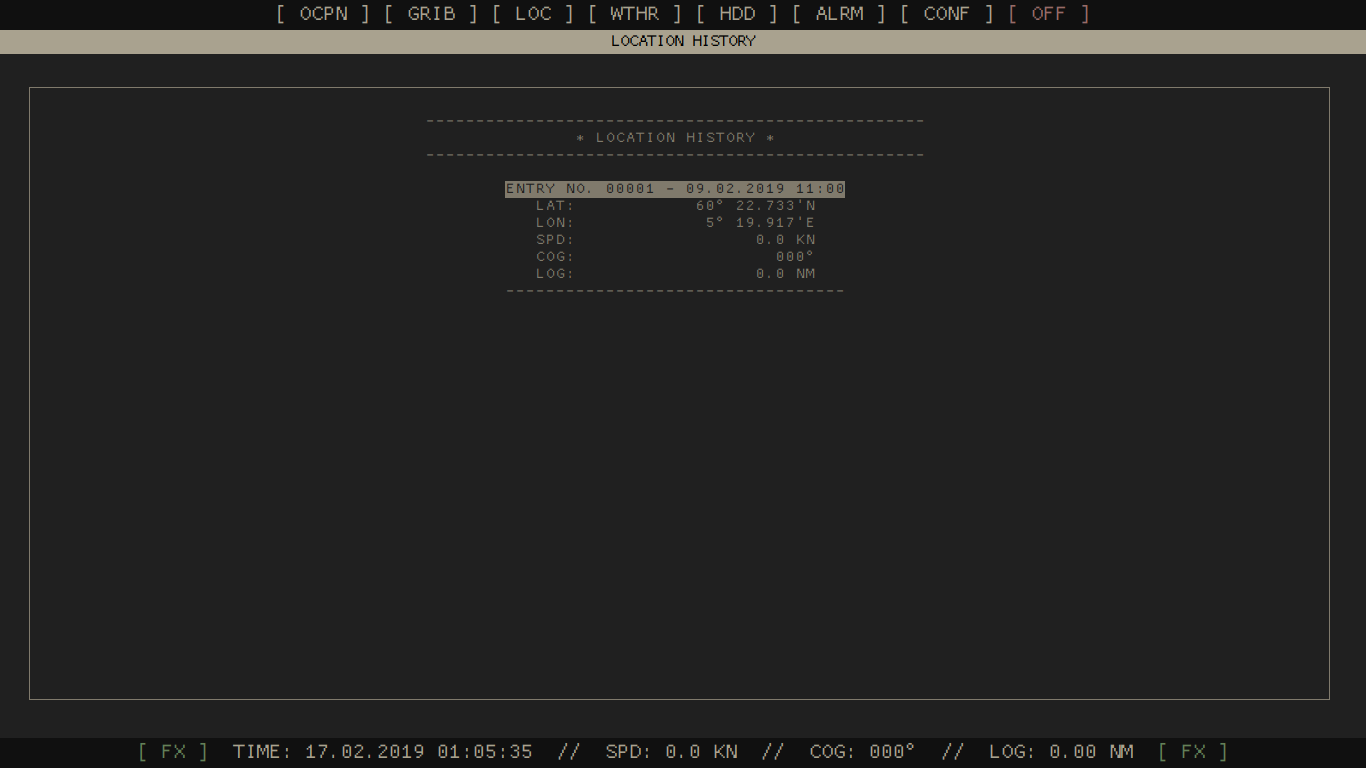 [ OCPN ] [ GRIB ] [ LOC ] [ WTHR ] [ HDD ] [ ALRM ] [ CONF ] [ OFF ]
LOCATION HISTORY
--------------------------------------------------
* LOCATION HISTORY *
--------------------------------------------------
ENTRY NO. 00001 - 09.02.2019 11:00
LAT: 60° 22.733'N
LON: 5° 19.917'E
SPD: 0.0 KN
COG: 000°
LOG: 0.0 NM
----------------------------------
[ FX ] TIME: 17.02.2019 01:05:35 // SPD: 0.0 KN // COG: 000° // LOG: 0.00 NM [ FX ]